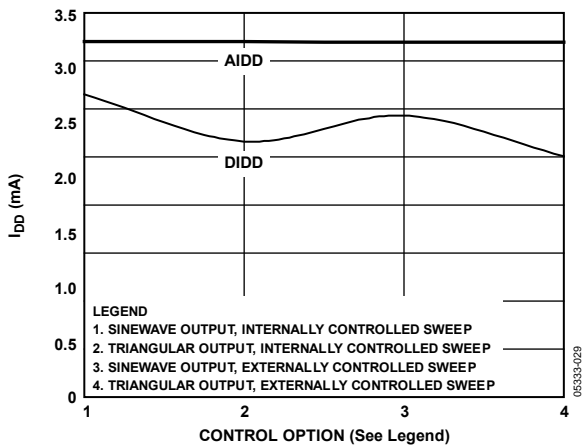 3.5
3.0
2.5
2.0
1.5
1.0
0.5
0
I_DD (mA)
AIDD
DIDD
LEGEND
1. SINEWAVE OUTPUT, INTERNALLY CONTROLLED SWEEP
2. TRIANGULAR OUTPUT, INTERNALLY CONTROLLED SWEEP
3. SINEWAVE OUTPUT, EXTERNALLY CONTROLLED SWEEP
4. TRIANGULAR OUTPUT, EXTERNALLY CONTROLLED SWEEP
1 2 3 4
CONTROL OPTION (See Legend)
05333-029